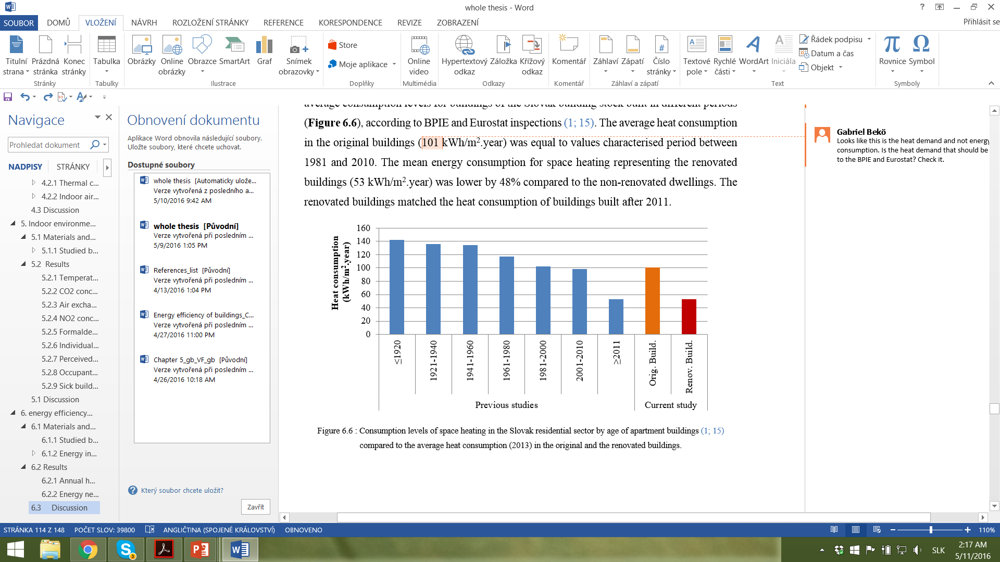 whole thesis - Word
?
SOUBOR DOMŮ VLOŽENÍ NÁVRH ROZLOŽENÍ STRÁNKY REFERENCE KORESPONDENCE REVIZE ZOBRAZENÍ Přihlásit se
Titulní strana
Prázdná stránka
Konec stránky
Stránky
Tabulka
Tabulky
Obrázky
Online obrázky
Obrazce
SmartArt
Graf
Snímek obrazovky
Ilustrace
Store
Moje aplikace
Doplňky
Online video
Multimédia
Hypertextový odkaz
Záložka
Křížový odkaz
Odkazy
Komentář
Komentář
Záhlaví
Zápatí
Číslo stránky
Záhlaví a zápatí
Textové pole
Rychlé části
WordArt
Iniciála
Řádek podpisu
Datum a čas
Objekt
Text
Rovnice
Symbol
Symboly
Navigace
Prohledat dokument
NADPISY STRÁNKY
4.2.1 Thermal c...
4.2.2 Indoor air...
4.3 Discussion
5. Indoor environme...
5.1 Materials and...
5.1.1 Studied b...
5.2 Results
5.2.1 Temperat...
5.2.2 CO2 conc...
5.2.3 Air excha...
5.2.4 NO2 conc...
5.2.5 Formalde...
5.2.6 Individual...
5.2.7 Perceived...
5.2.8 Occupant...
5.2.9 Sick build...
5.1 Discussion
6. energy efficiency...
6.1 Materials and...
6.1.1 Studied b...
6.1.2 Energy in...
6.2 Results
6.2.1 Annual h...
6.2.2 Energy ne...
6.3 Discussion
Obnovení dokumentu
Aplikace Word obnovila následující soubory.
Uložte soubory, které chcete uchovat.
Dostupné soubory
whole thesis [Automaticky ulože...
Verze vytvořená z posledního a...
5/10/2016 9:42 AM
whole thesis [Původní]
Verze vytvořená při posledním ...
5/9/2016 1:05 PM
References_list [Původní]
Verze vytvořená při posledním ...
4/13/2016 1:04 PM
Energy efficiency of buildings_C...
Verze vytvořená při posledním ...
4/27/2016 11:00 PM
Chapter 5_gb_VF_gb [Původní]
Verze vytvořená při posledním ...
4/26/2016 10:18 AM
Který soubor chcete uložit?
Zavřít
average consumption levels for buildings of the Slovak building stock built in different periods
(Figure 6.6), according to BPIE and Eurostat inspections (1; 15). The average heat consumption
in the original buildings (101 kWh/m².year) was equal to values characterised period between
1981 and 2010. The mean energy consumption for space heating representing the renovated
buildings (53 kWh/m².year) was lower by 48% compared to the non-renovated dwellings. The
renovated buildings matched the heat consumption of buildings built after 2011.
Heat consumption
(kWh/m².year)
160
140
120
100
80
60
40
20
0
≤1920
1921-1940
1941-1960
1961-1980
1981-2000
2001-2010
≥2011
Orig. Build.
Renov. Build.
Previous studies Current study
Figure 6.6 : Consumption levels of space heating in the Slovak residential sector by age of apartment buildings (1; 15)
compared to the average heat consumption (2013) in the original and the renovated buildings.
Gabriel Bekö
Looks like this is the heat demand and not energy
consumption. Is the heat demand that should be
to the BPIE and Eurostat? Check it.
STRÁNKA 114 Z 148 POČET SLOV: 39800 ANGLIČTINA (SPOJENÉ KRÁLOVSTVÍ) OBNOVENO 110%
3
SLK
2:17 AM
5/11/2016